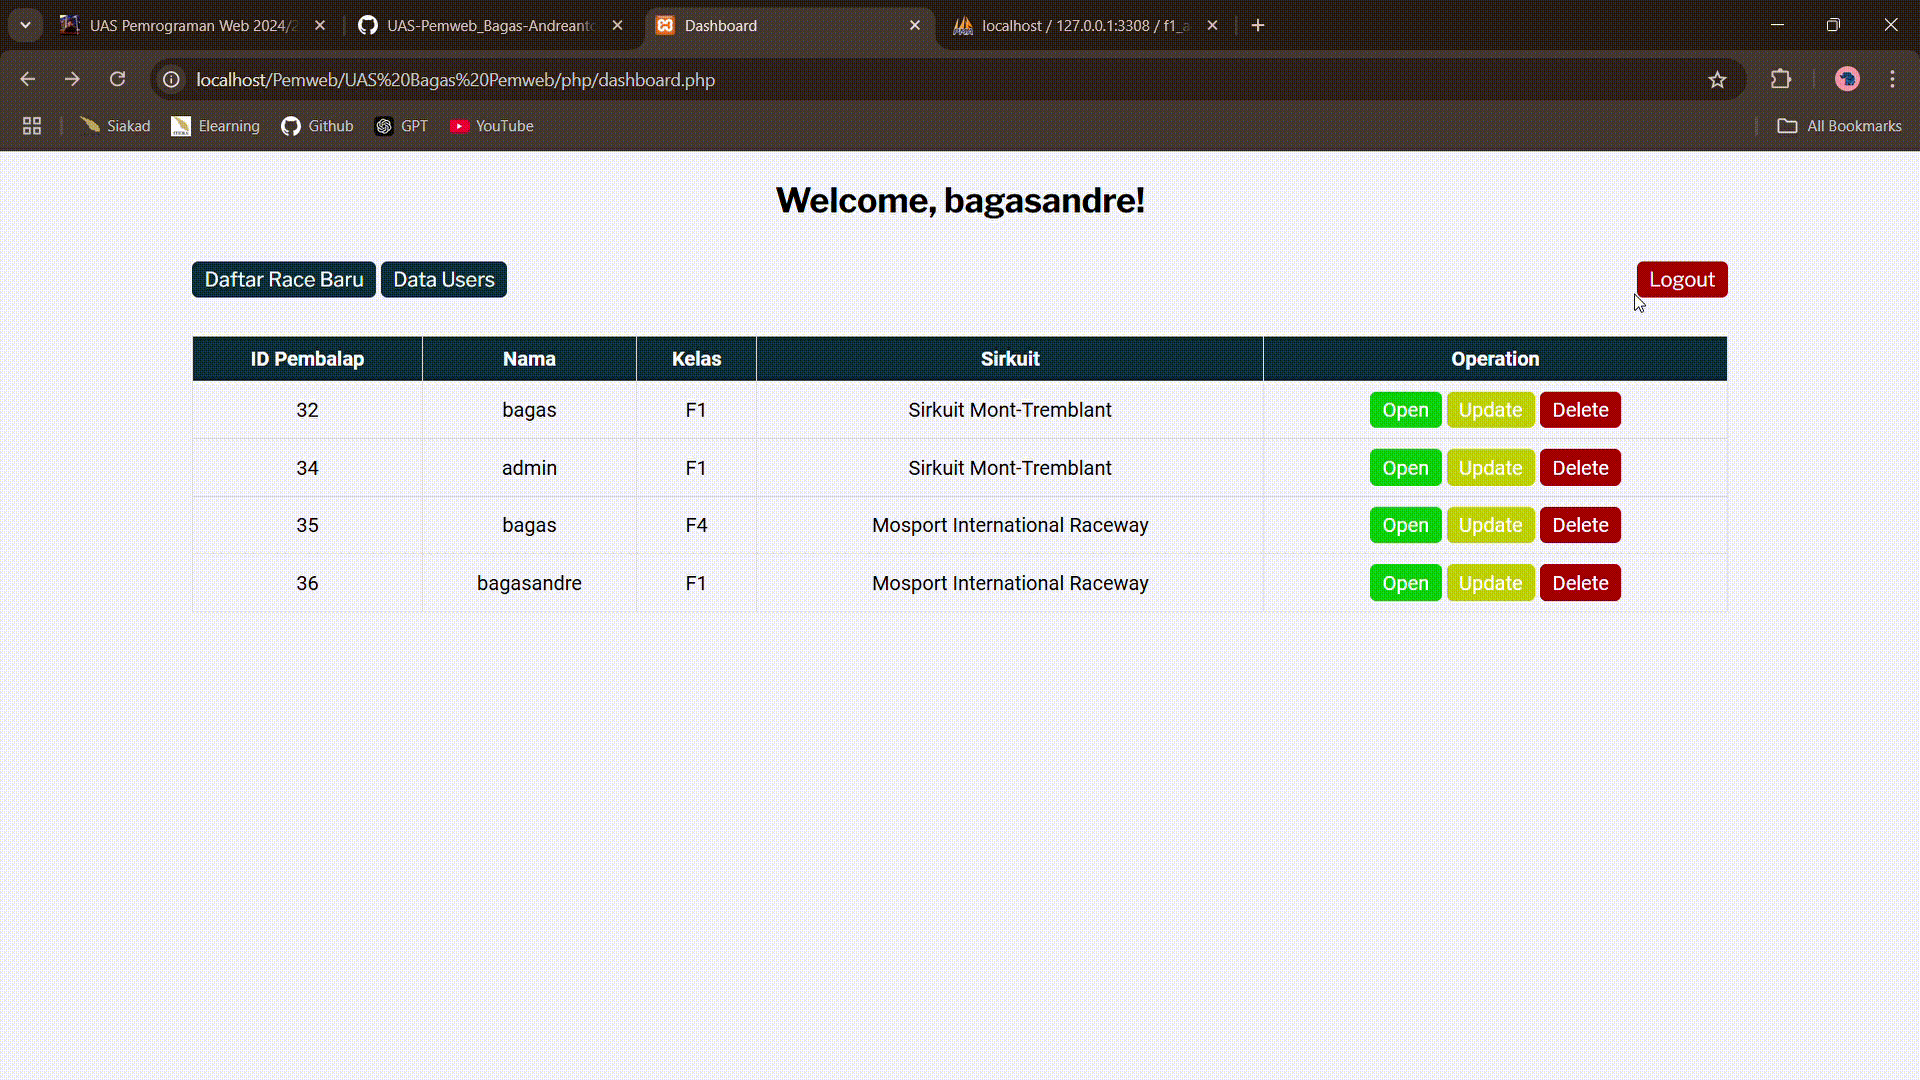 UAS Pemrograman Web 2024/2
UAS-Pemweb_Bagas-Andreanto
Dashboard
localhost / 127.0.0.1:3308 / f1_a
localhost/Pemweb/UAS%20Bagas%20Pemweb/php/dashboard.php
Siakad Elearning Github GPT YouTube All Bookmarks
Welcome, bagasandre!
Daftar Race Baru Data Users Logout
ID Pembalap Nama Kelas Sirkuit Operation
32 bagas F1 Sirkuit Mont-Tremblant Open Update Delete
34 admin F1 Sirkuit Mont-Tremblant Open Update Delete
35 bagas F4 Mosport International Raceway Open Update Delete
36 bagasandre F1 Mosport International Raceway Open Update Delete